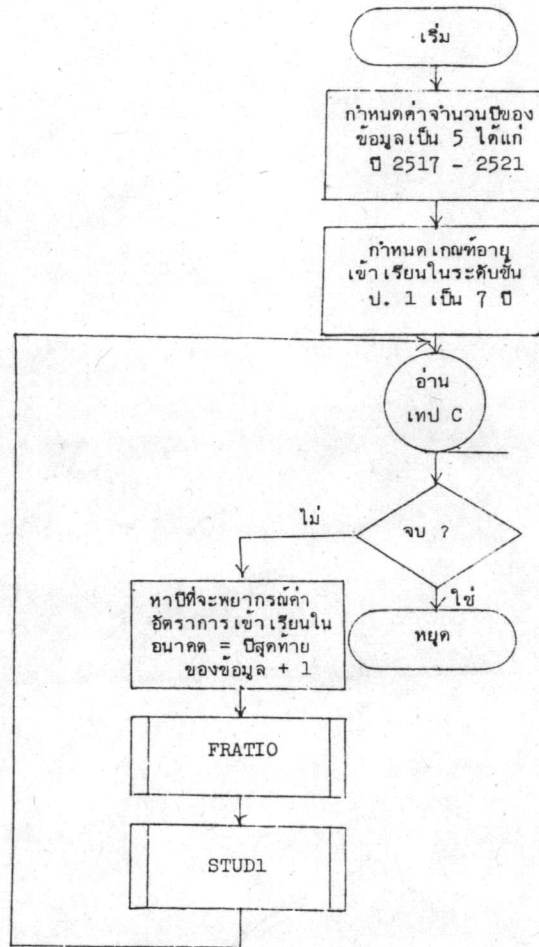 เริ่ม
กำหนดค่าจำนวนปีของ
ข้อมูลเป็น 5 ได้แก่
ปี 2517 - 2521
กำหนดเกณฑ์อายุ
เข้าเรียนในระดับชั้น
ป. 1 เป็น 7 ปี
อ่าน
เทป C
จบ ?
ไม่
ใช่
หยุด
หาปีที่จะพยากรณ์ค่า
อัตราการเข้าเรียนใน
อนาคต = ปีสุดท้าย
ของข้อมูล + 1
FRATIO
STUD1